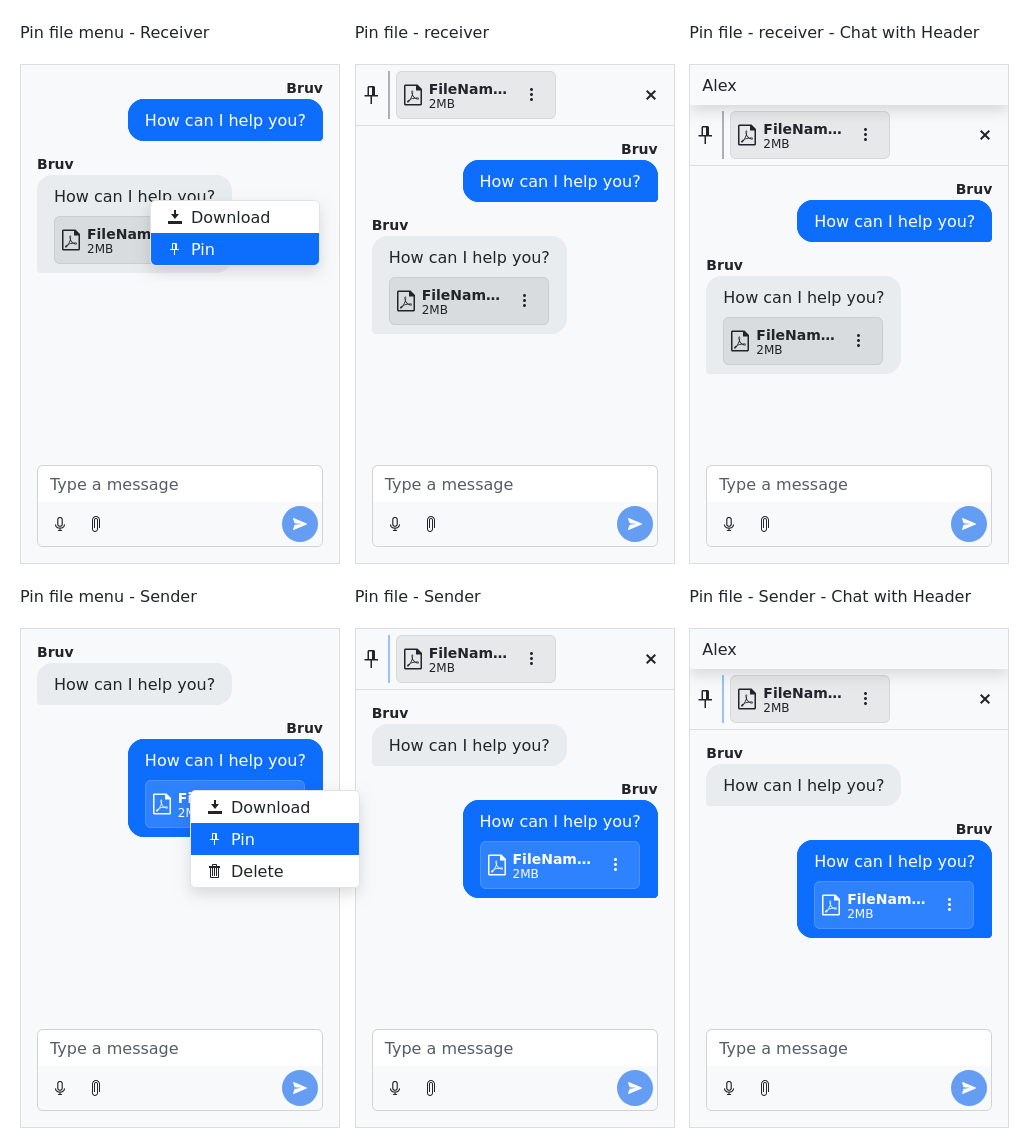 Pin file menu - Receiver
Bruv
How can I help you?
Bruv
How can I help you?
FileNam
2MB
Download
Pin
Type a message
Pin file - receiver
FileNam...
2MB
Bruv
How can I help you?
Bruv
How can I help you?
FileNam...
2MB
Type a message
Pin file - receiver - Chat with Header
Alex
FileNam...
2MB
Bruv
How can I help you?
Bruv
How can I help you?
FileNam...
2MB
Type a message
Pin file menu - Sender
Bruv
How can I help you?
Bruv
How can I help you?
Download
Pin
Delete
Type a message
Pin file - Sender
FileNam...
2MB
Bruv
How can I help you?
Bruv
How can I help you?
FileNam...
2MB
Type a message
Pin file - Sender - Chat with Header
Alex
FileNam...
2MB
Bruv
How can I help you?
Bruv
How can I help you?
FileNam...
2MB
Type a message